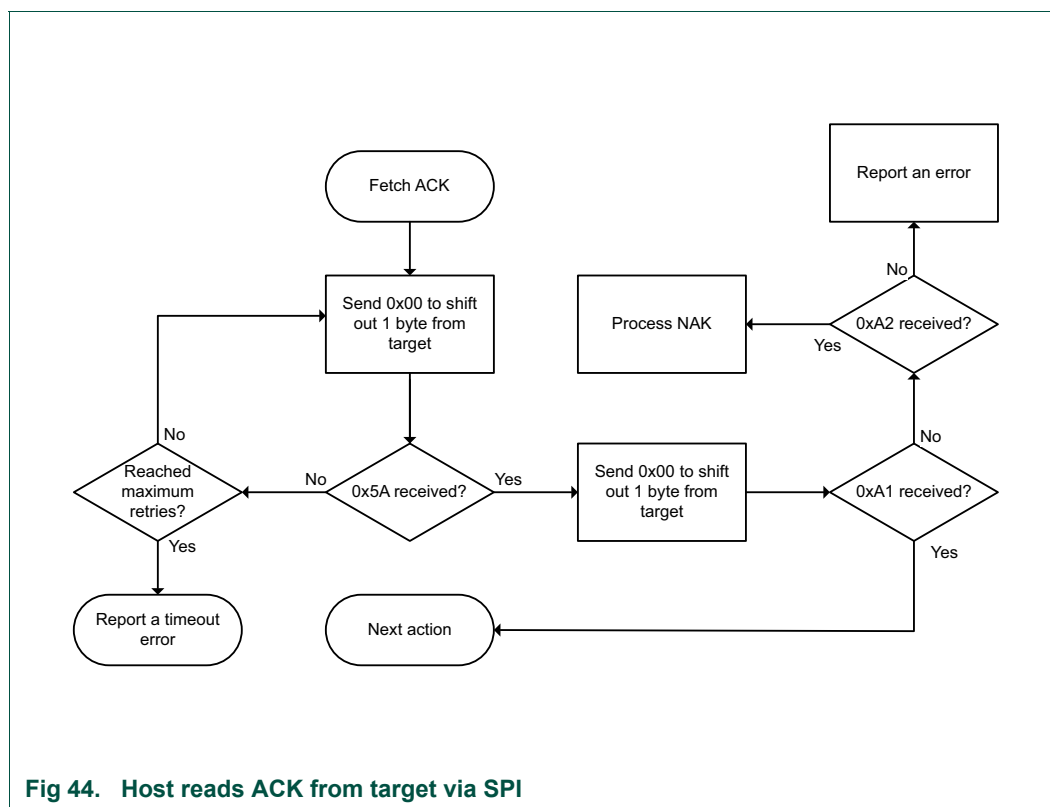 Fetch ACK
Report an error
Send 0x00 to shift
out 1 byte from
target
Process NAK
No
0xA2 received?
Yes
No
Reached
maximum
retries?
Yes
No
0x5A received?
Yes
Send 0x00 to shift
out 1 byte from
target
No
0xA1 received?
Yes
Report a timeout
error
Next action
Fig 44. Host reads ACK from target via SPI